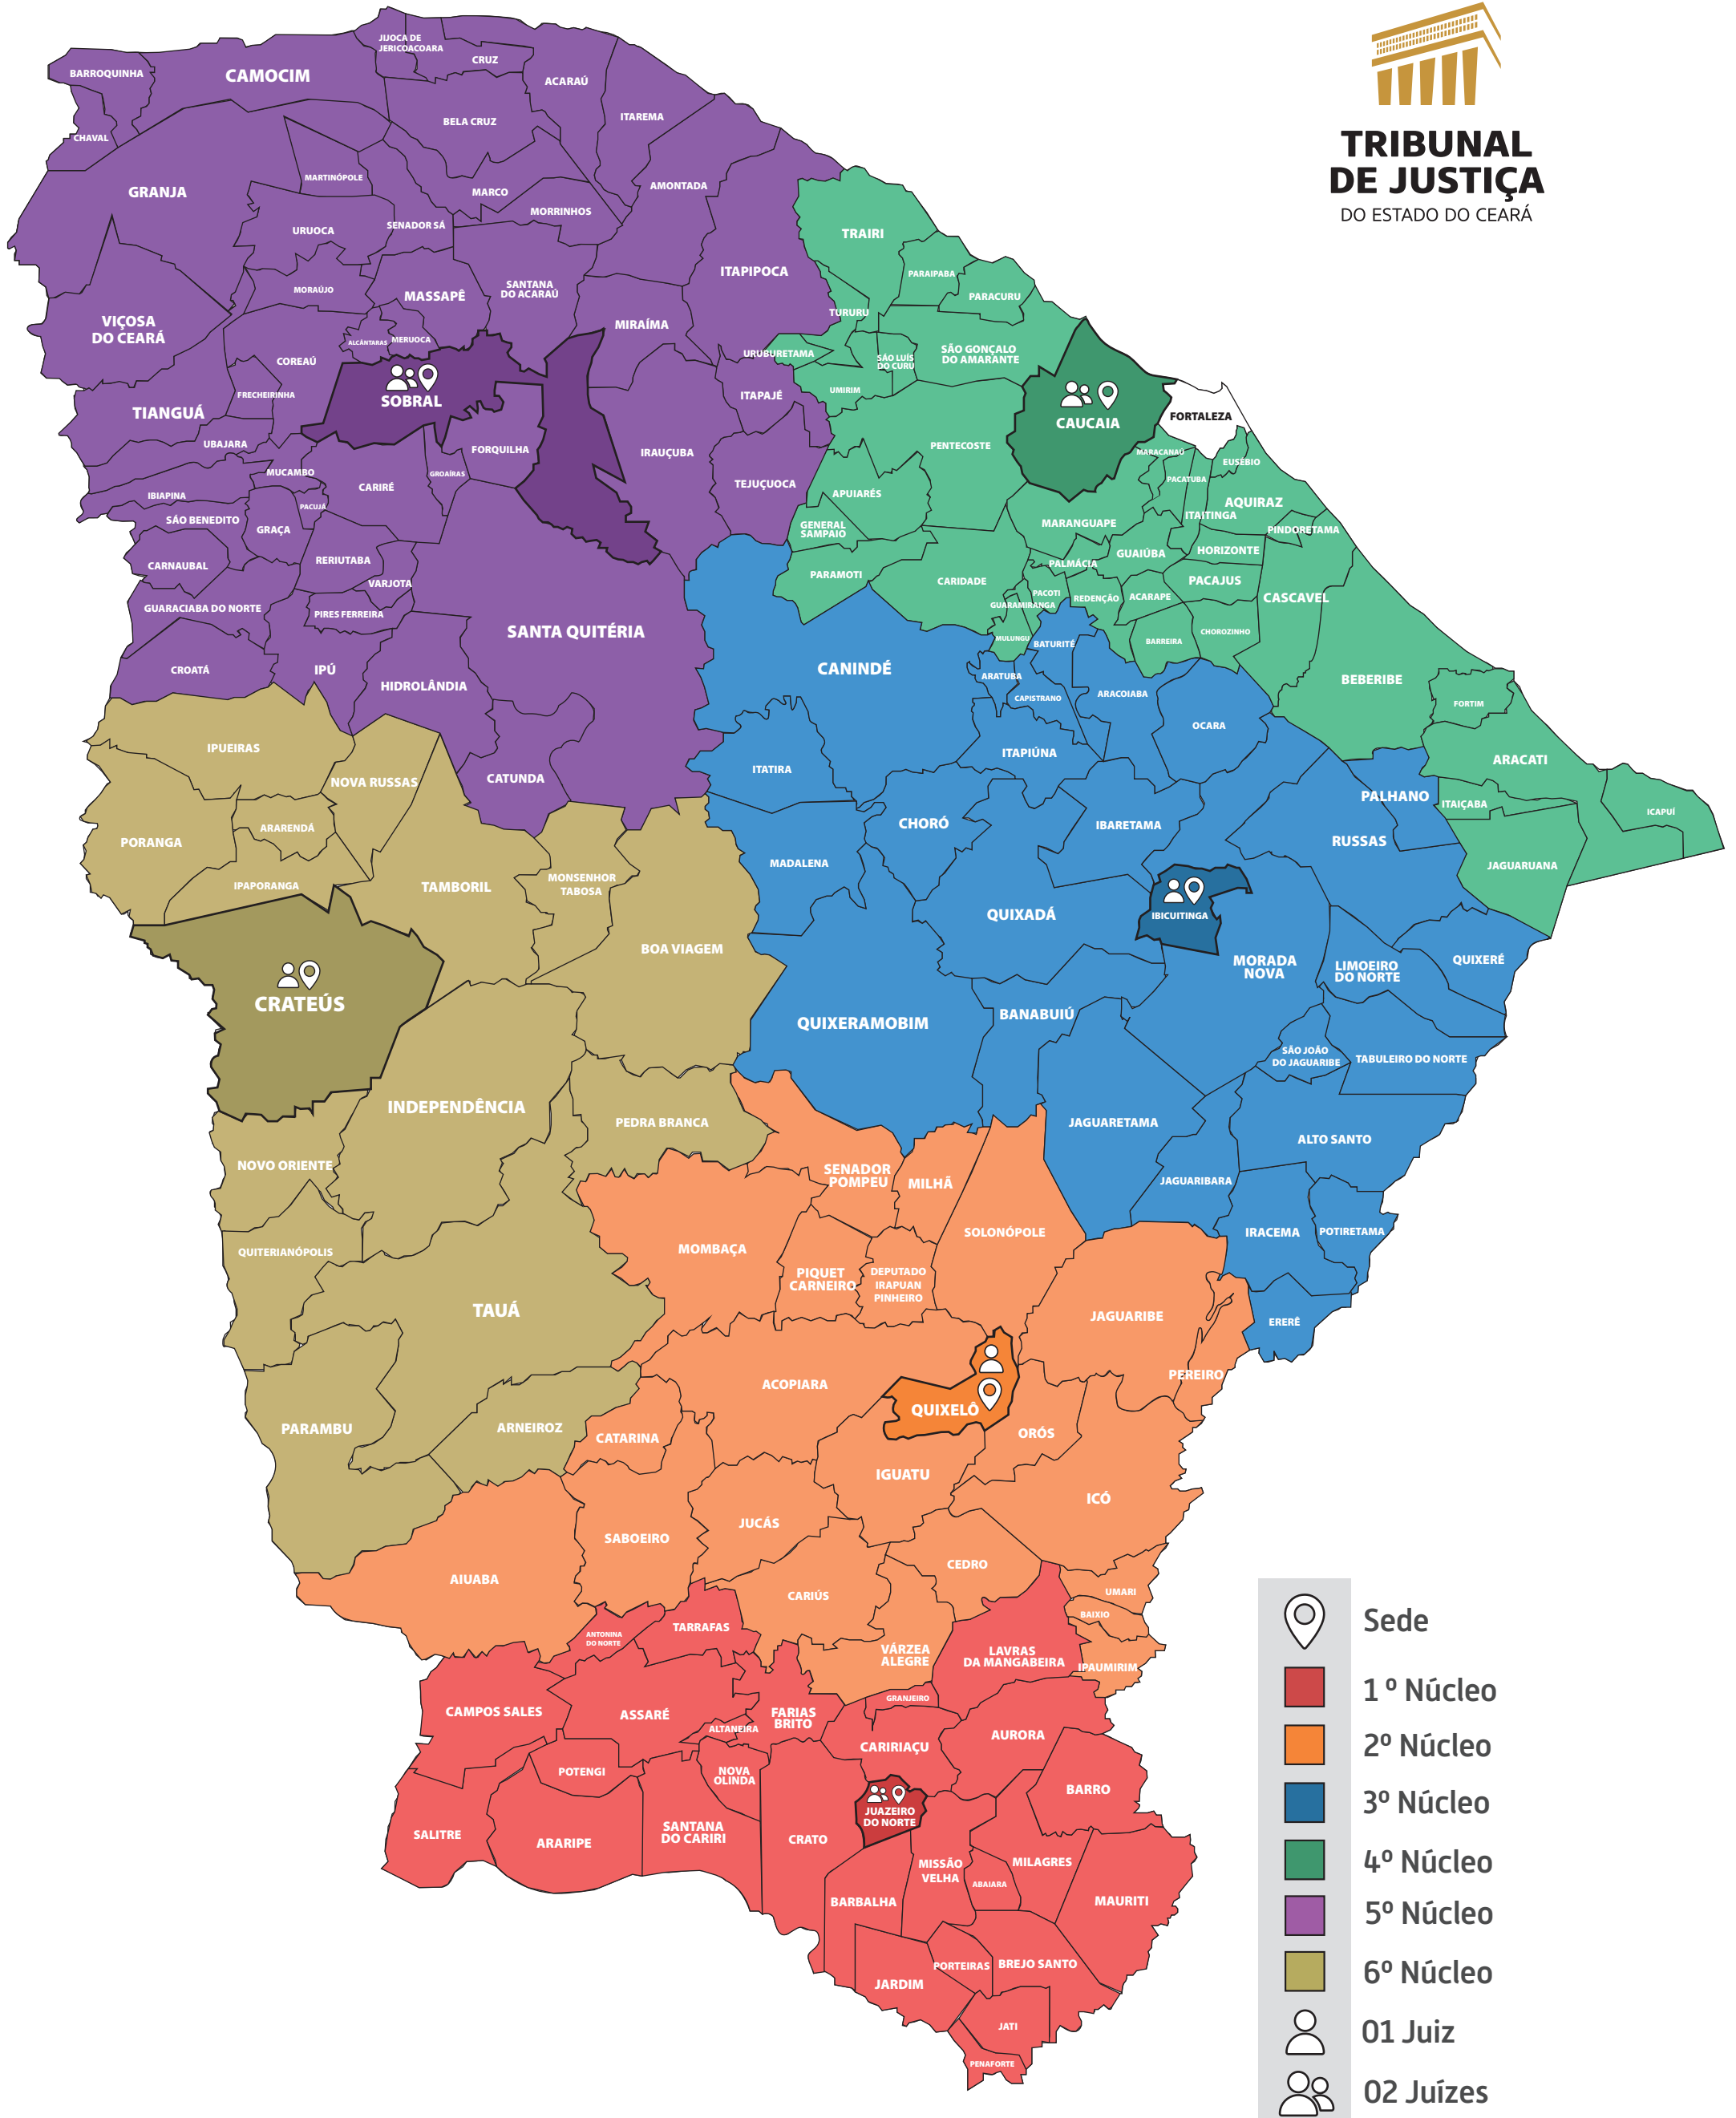 TRIBUNAL
DE JUSTIÇA
DO ESTADO DO CEARÁ
JIJOCA DE
JERICOACOARA
CRUZ
BARROQUINHA
CAMOCIM
ACARAÚ
ITAREMA
BELA CRUZ
CHAVAL
GRANJA
MARTINÓPOLE
MARCO
AMONTADA
MORRINHOS
URUOCA
SENADOR SÁ
ITAPIPOCA
MORAÚJO
MASSAPÊ
SANTANA
DO ACARAÚ
VIÇOSA
DO CEARÁ
MIRAÍMA
ALCÂNTARAS
MERUOCA
COREAÚ
FRECHEIRINHA
SOBRAL
TIANGUÁ
ITAPAJÉ
UBAJARA
FORQUILHA
IRAUÇUBA
MUCAMBO
GROAÍRAS
CARIRÉ
TEJUÇUOCA
IBIAPINA
PACUJÁ
SÃO BENEDITO
GRAÇA
CARNAUBAL
RERIUTABA
VARJOTA
GUARACIABA DO NORTE
PIRES FERREIRA
SANTA QUITÉRIA
CROATÁ
IPÚ
HIDROLÂNDIA
CATUNDA
TRAIRI
PARAIPABA
PARACURU
TURURU
URUBURETAMA
SÃO LUÍS
DO CURU
SÃO GONÇALO
DO AMARANTE
UMIRIM
CAUCAIA
FORTALEZA
PENTECOSTE
MARACANAÚ
EUSÉBIO
PACATUBA
APUIARÉS
AQUIRAZ
ITAITINGA
GENERAL
SAMPAIO
MARANGUAPE
PINDORETAMA
GUAIÚBA
HORIZONTE
PALMÁCIA
PARAMOTI
CARIDADE
PACAJUS
PACOTI
REDENÇÃO
ACARAPE
CASCAVEL
GUARAMIRANGA
MULUNGU
BARREIRA
CHOROZINHO
BEBERIBE
FORTIM
ARACATI
ITAIÇABA
ICAPUÍ
JAGUARUANA
BATURITÉ
CANINDÉ
ARATUBA
CAPISTRANO
ARACOIABA
OCARA
ITAPIÚNA
ITATIRA
PALHANO
CHORÓ
IBARETAMA
RUSSAS
MADALENA
QUIXADÁ
IBICUITINGA
MORADA
NOVA
LIMOEIRO
DO NORTE
QUIXERÉ
QUIXERAMOBIM
BANABUIÚ
SÃO JOÃO
DO JAGUARIBE
TABULEIRO DO NORTE
JAGUARETAMA
ALTO SANTO
JAGUARIBARA
IRACEMA
POTIRETAMA
ERERÊ
IPUEIRAS
NOVA RUSSAS
ARARENDÁ
PORANGA
IPAPORANGA
TAMBORIL
MONSENHOR
TABOSA
BOA VIAGEM
CRATEÚS
INDEPENDÊNCIA
PEDRA BRANCA
NOVO ORIENTE
QUITERIANÓPOLIS
TAUÁ
PARAMBU
ARNEIROZ
SENADOR
POMPEU
MILHÃ
SOLONÓPOLE
MOMBAÇA
PIQUET
CARNEIRO
DEPUTADO
IRAPUAN
PINHEIRO
JAGUARIBE
PEREIRO
ACOPIARA
QUIXELÔ
ORÓS
CATARINA
IGUATU
ICÓ
JUCÁS
SABOEIRO
CEDRO
AIUABA
CARIÚS
UMARI
BAIXIO
VÁRZEA
ALEGRE
IPAUMIRIM
TARRAFAS
ANTONINA
DO NORTE
LAVRAS
DA MANGABEIRA
GRANJEIRO
CAMPOS SALES
ASSARÉ
FARIAS
BRITO
ALTANEIRA
AURORA
CARIRIAÇU
POTENGI
NOVA
OLINDA
BARRO
JUAZEIRO
DO NORTE
SALITRE
ARARIPE
SANTANA
DO CARIRI
CRATO
MISSÃO
VELHA
MILAGRES
ABAIARA
BARBALHA
MAURITI
PORTEIRAS
BREJO SANTO
JARDIM
JATI
PENAFORTE
Sede
1º Núcleo
2º Núcleo
3º Núcleo
4º Núcleo
5º Núcleo
6º Núcleo
01 Juiz
02 Juízes